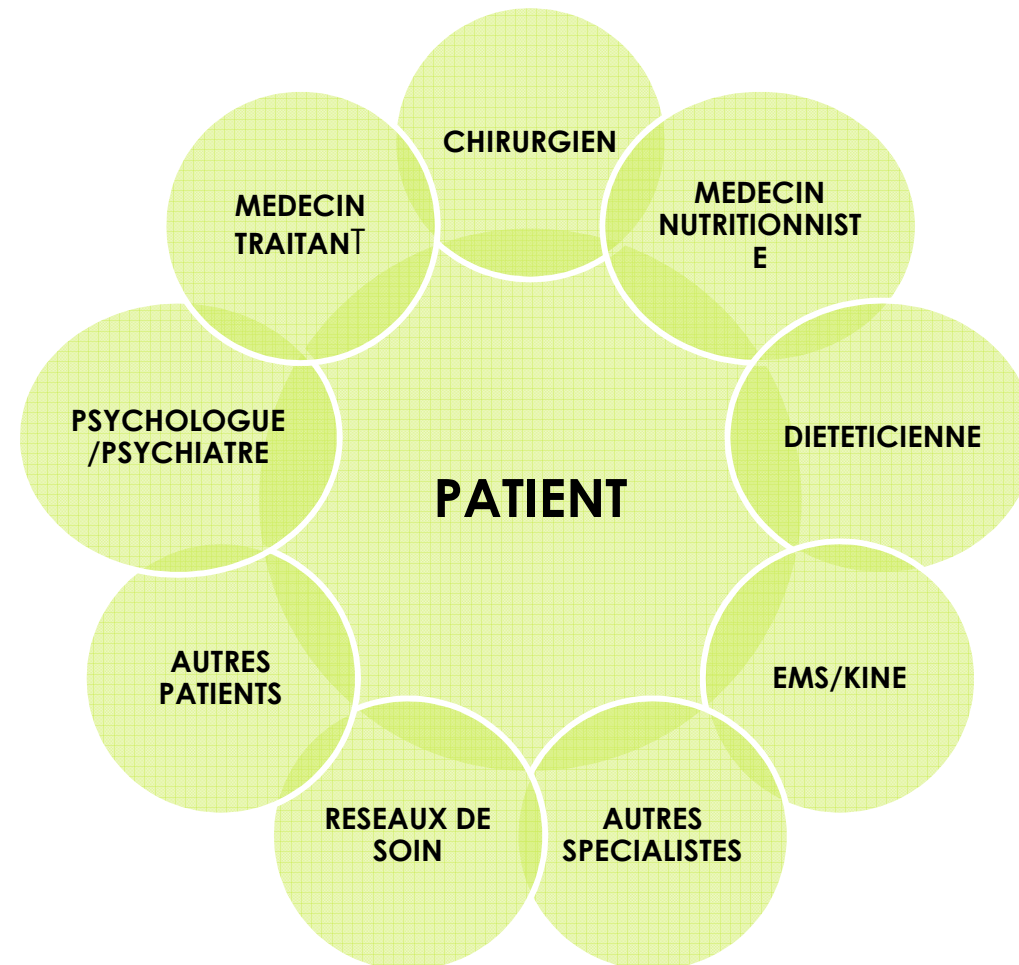 CHIRURGIEN
MEDECIN
NUTRITIONNIST
E
DIETETICIENNE
EMS/KINE
AUTRES
SPECIALISTES
RESEAUX DE
SOIN
AUTRES
PATIENTS
PSYCHOLOGUE
/PSYCHIATRE
MEDECIN
TRAITANT
PATIENT